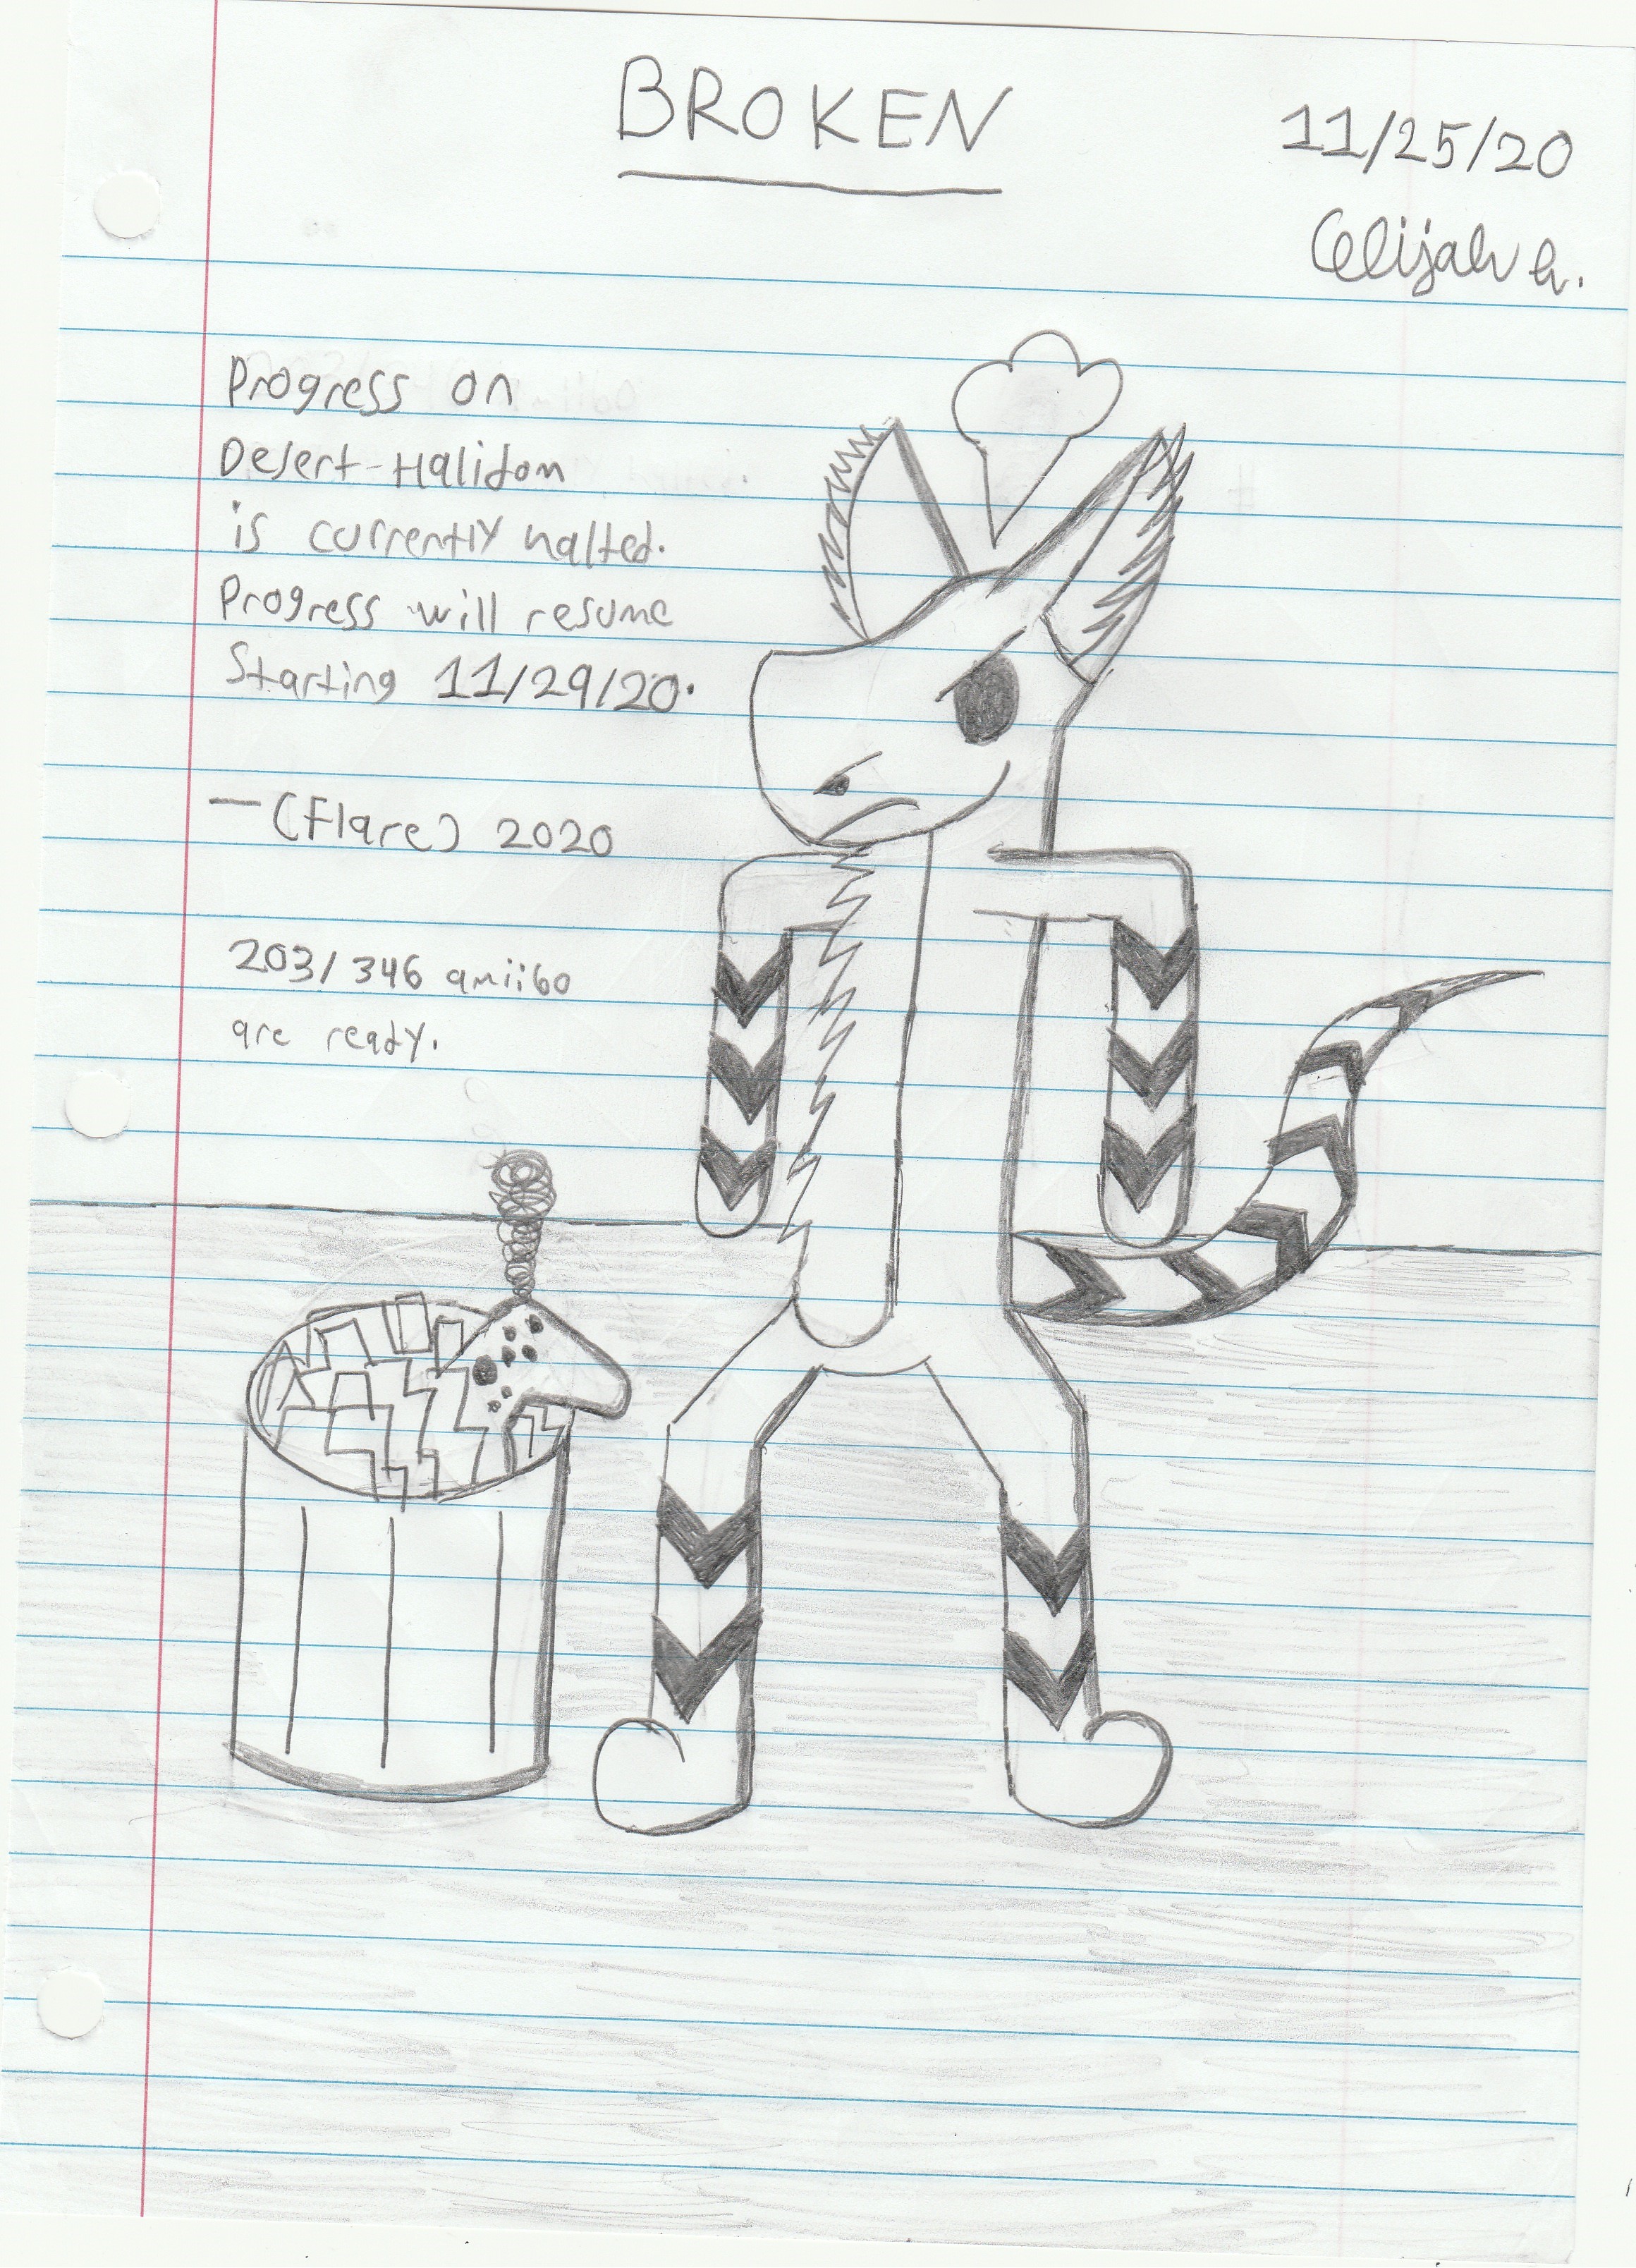 BROKEN
11/25/20
Elijah h.
Progress on
Desert-Halidom
is currently halted.
Progress will resume
Starting 11/29/20.
—(Flare) 2020
203/346 amiibo
are ready.